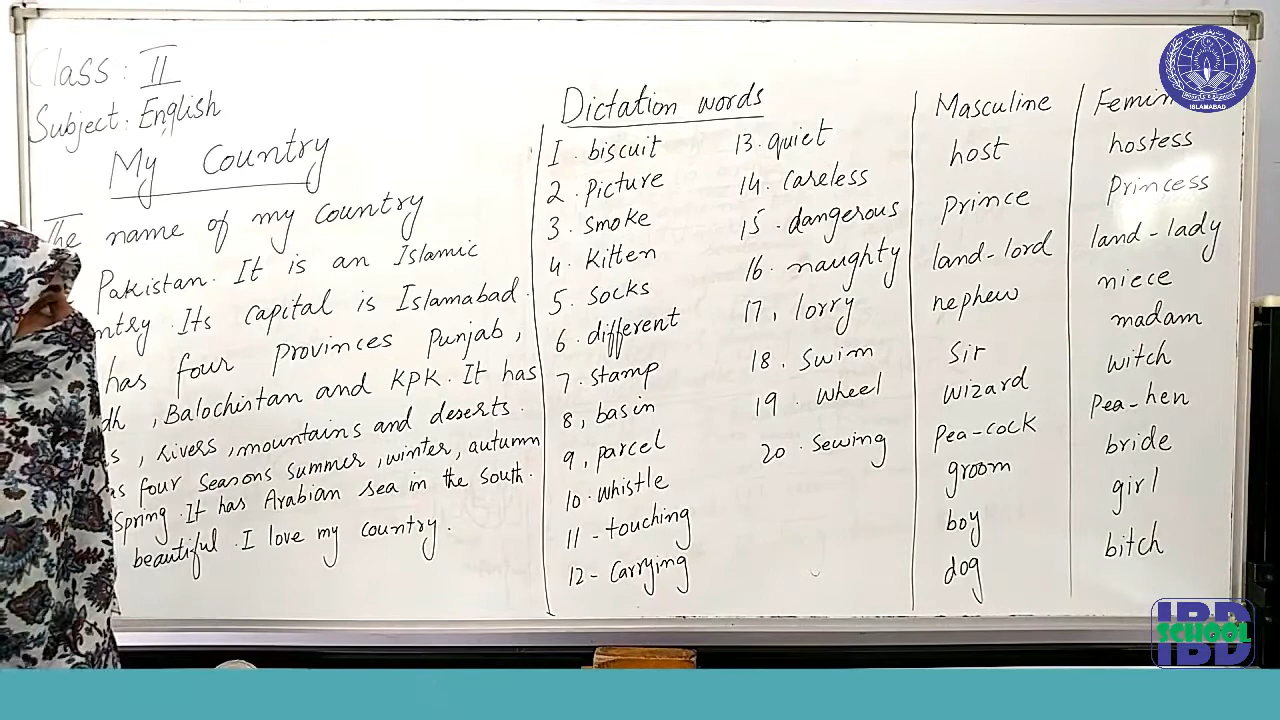 Class : II
Subject : English
My Country
The name of my country
Pakistan. It is an Islamic
ntry. Its capital is Islamabad.
has four provinces Punjab,
dh, Balochistan and KPK. It has
s, rivers, mountains and deserts.
as four seasons summer, winter, autumn
Spring. It has Arabian sea in the south.
beautiful. I love my country.
Dictation words
1. biscuit
2. Picture
3. Smoke
4. Kitten
5. Socks
6. different
7. Stamp
8, basin
9, parcel
10. whistle
11 - touching
12 - Carrying
13. quiet
14. Careless
15. dangerous
16. naughty
17, lorry
18. Swim
19. wheel
20. Sewing
Masculine
host
Prince
land-lord
nephew
Sir
wizard
Pea-cock
groom
boy
dog
Femin
hostess
Princess
land-lady
niece
madam
witch
Pea-hen
bride
girl
bitch
ISLAMABAD
IBD
SCHOOL
IBD